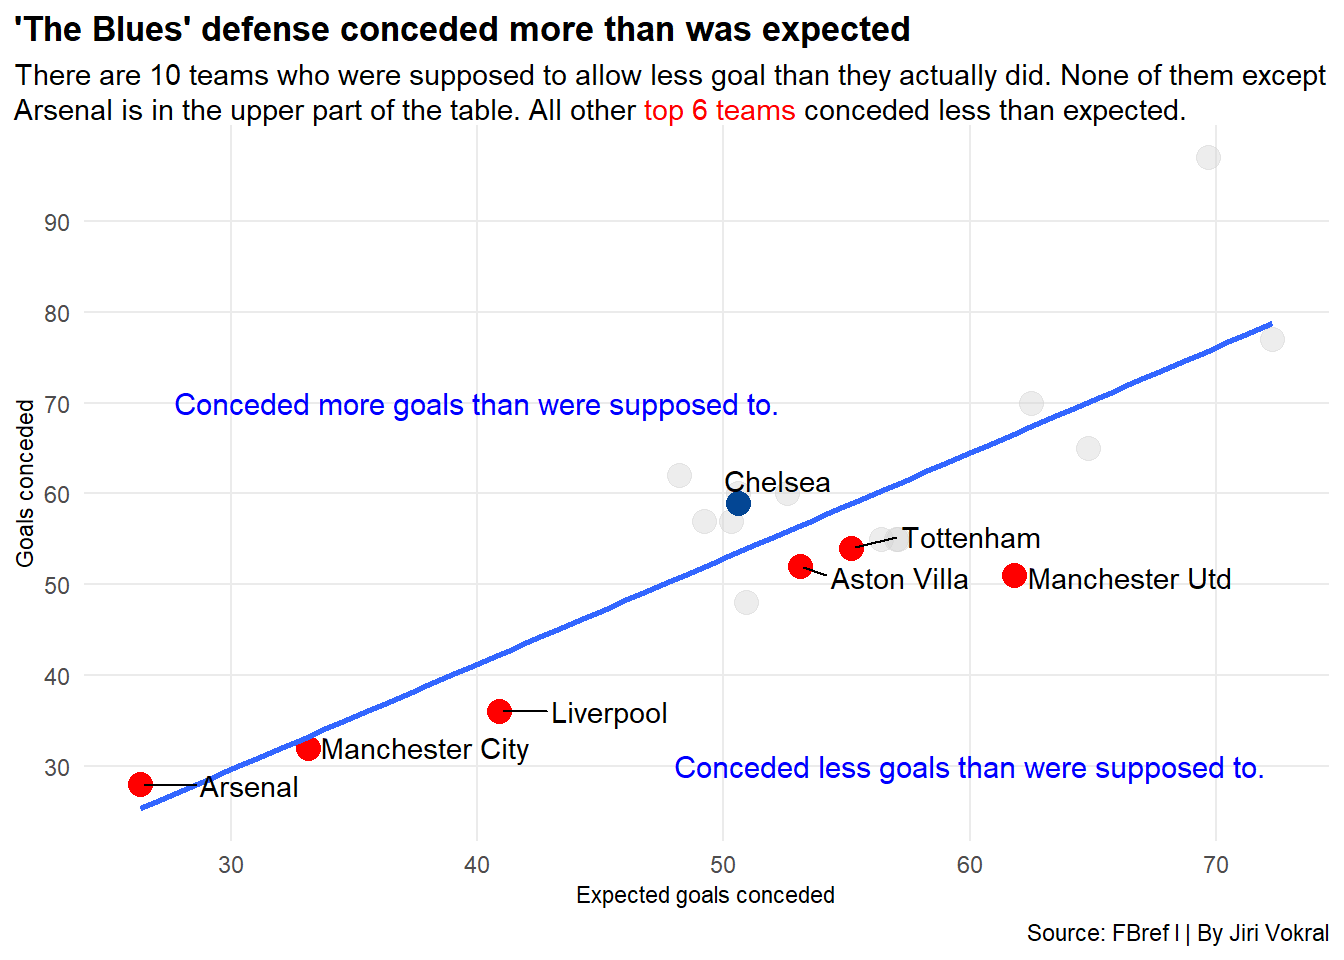 'The Blues' defense conceded more than was expected
There are 10 teams who were supposed to allow less goal than they actually did. None of them except
Arsenal is in the upper part of the table. All other top 6 teams conceded less than expected.
90
80
70
60
50
40
30
Goals conceded
Conceded more goals than were supposed to.
Chelsea
Tottenham
Aston Villa
Manchester Utd
Liverpool
Manchester City
Conceded less goals than were supposed to.
Arsenal
30
40
50
60
70
Expected goals conceded
Source: FBref l | By Jiri Vokral